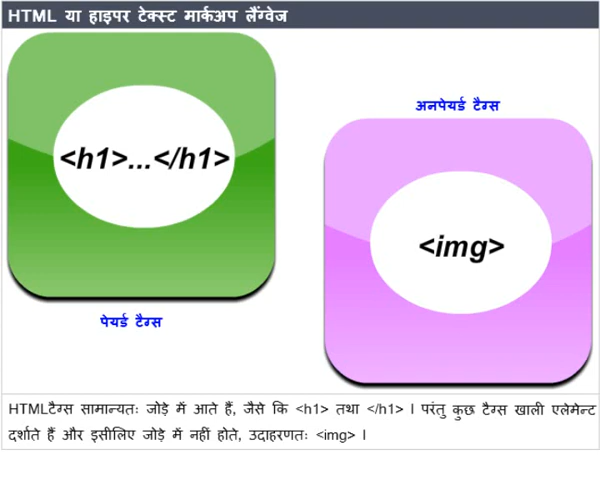 HTML या हाइपर टेक्स्ट मार्कअप लैंग्वेज
<h1>...</h1>
पेयर्ड टैग्स
अनपेयर्ड टैग्स
<img>
HTMLटैग्स सामान्यतः जोड़े में आते हैं, जैसे कि <h1> तथा </h1> । परंतु कुछ टैग्स खाली एलेमेन्ट
दर्शाते हैं और इसीलिए जोड़े में नहीं होते, उदाहरणतः <img> ।